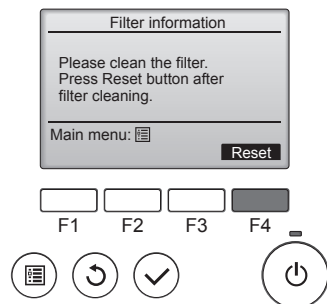 Filter information
Please clean the filter.
Press Reset button after
filter cleaning.
Main menu:
Reset
F1 F2 F3 F4